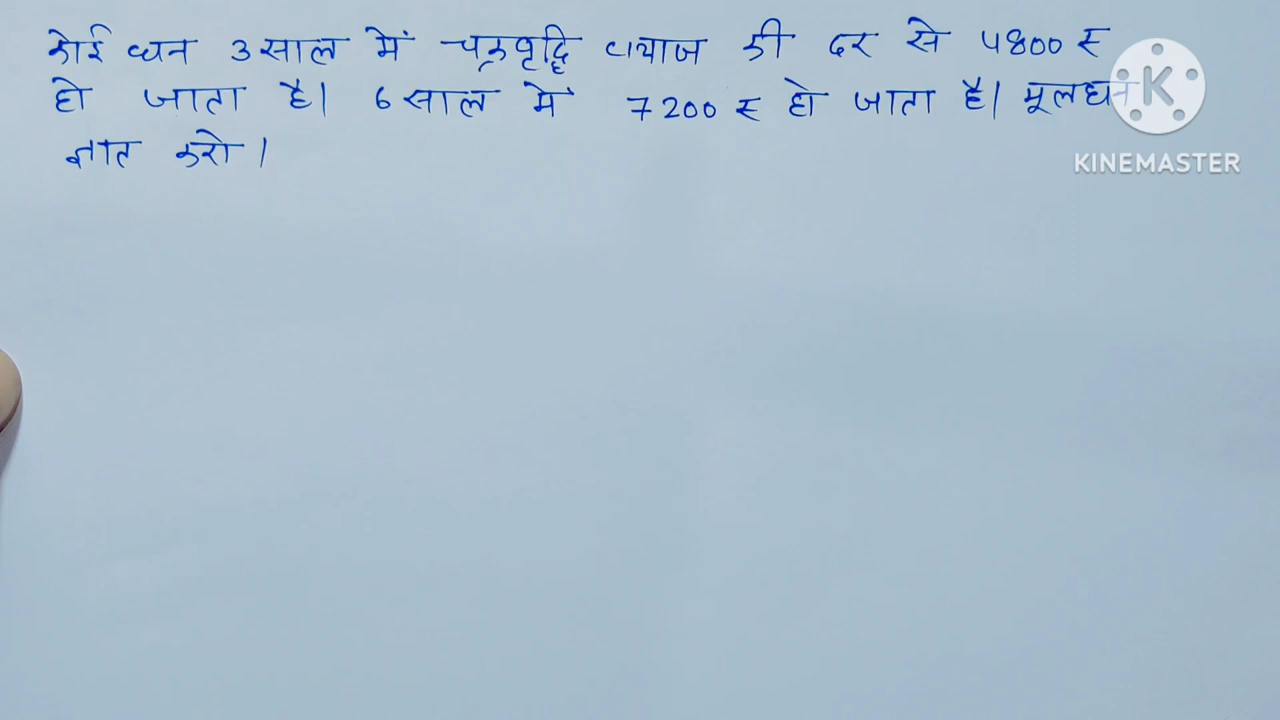 कोई धन 3 साल में चक्रवृद्धि ब्याज की दर से 4800 ₹
हो जाता है। 6 साल में 7200 ₹ हो जाता है। मूलधन
ज्ञात करो।
K
KINEMASTER